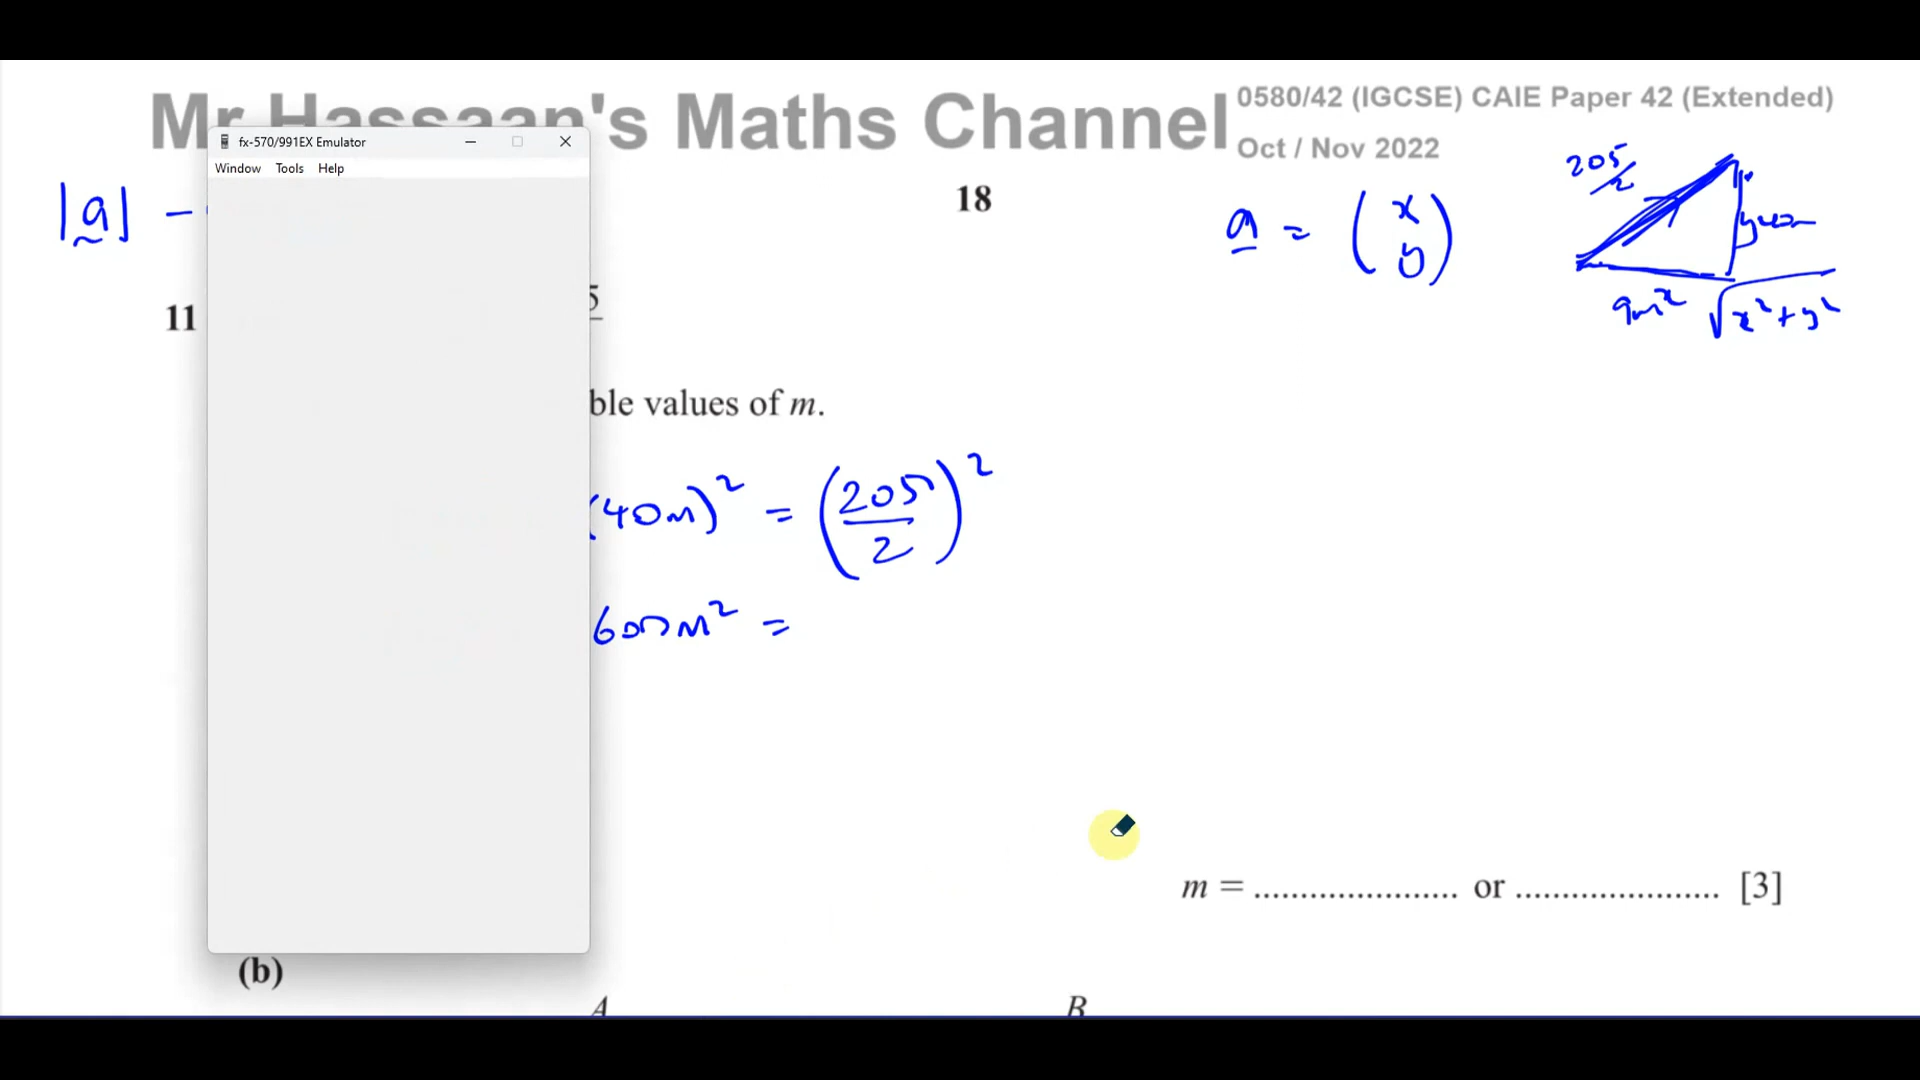 Mr Hassaan's Maths Channel
0580/42 (IGCSE) CAIE Paper 42 (Extended)
Oct / Nov 2022
fx-570/991EX Emulator
Window Tools Help
18
|a| -
a = (x y)
205/2
y 40m
9m x √x²+y²
11
5
ble values of m.
(40m)² = (205/2)²
600m² =
m = ...................... or ...................... [3]
(b)
A B